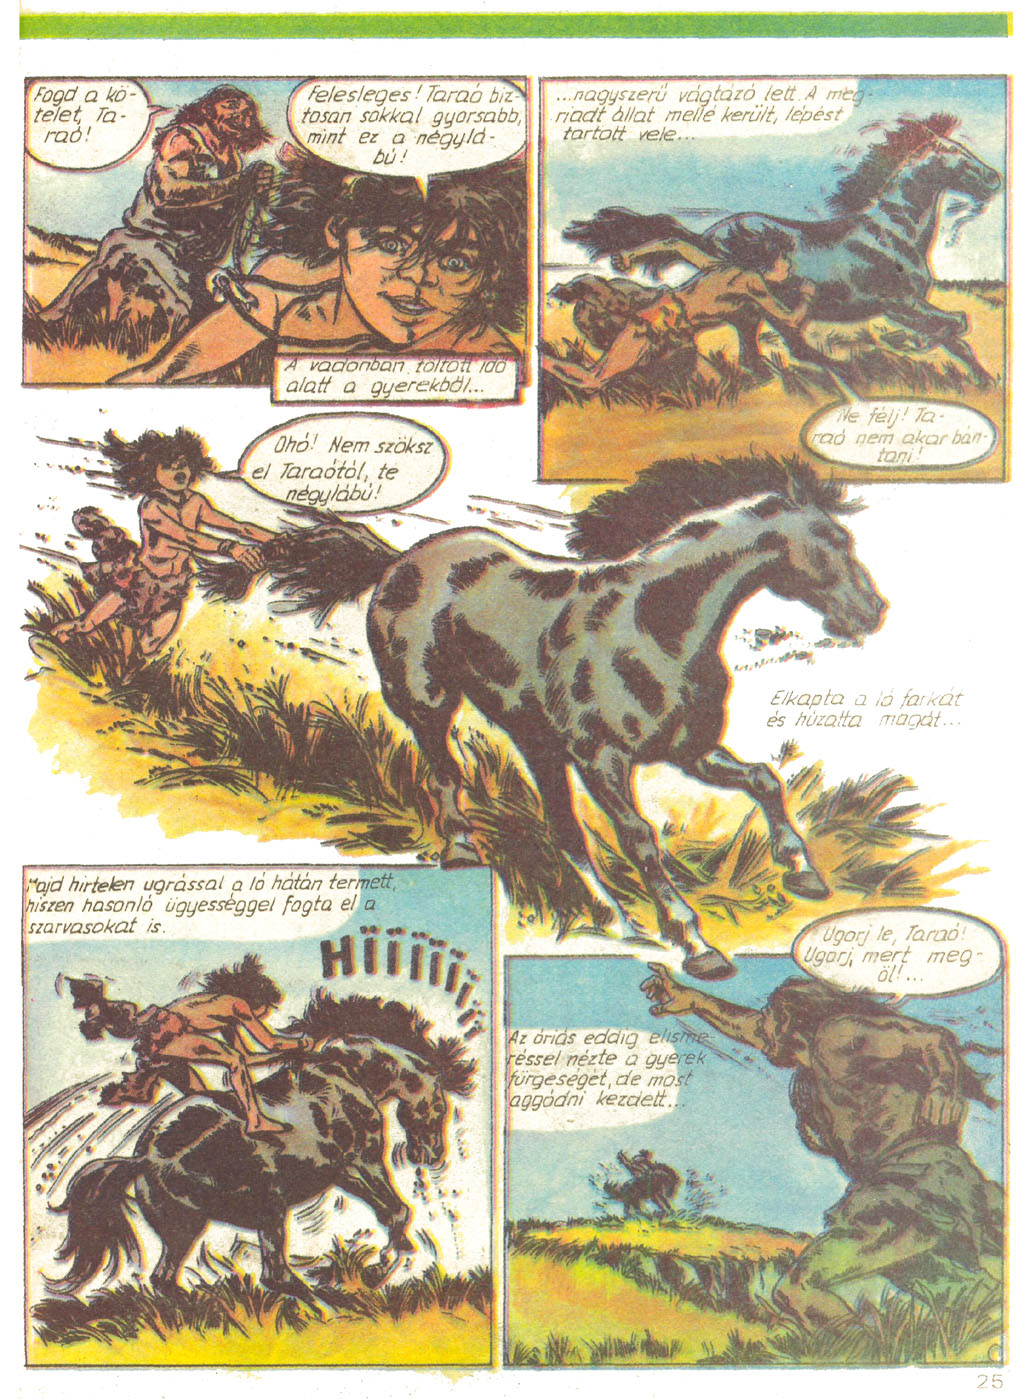 Fogd a kö-
telet, Ta-
raó!
Felesleges! Taraó biz-
tosan sokkal gyorsabb,
mint ez a négylá-
bú!
A vadonban töltött idő
alatt a gyerekből...
...nagyszerű vágtázó lett. A meg-
riadt állat mellé került, lépést
tartott vele...
Ne félj! Ta-
raó nem akar bán-
tani!
Ohó! Nem szöksz
el Taraótól, te
négylábú!
Elkapta a ló farkát
és húzatta magát...
Majd hirtelen ugrással a ló hátán termett,
hiszen hasonló ügyességgel fogta el a
szarvasokat is.
HÍÍÍÍÍÍ
Ugorj le, Taraó!
Ugorj, mert meg-
öl!...
Az óriás eddig elisme-
réssel nézte a gyerek
fürgeségét, de most
aggódni kezdett...
25